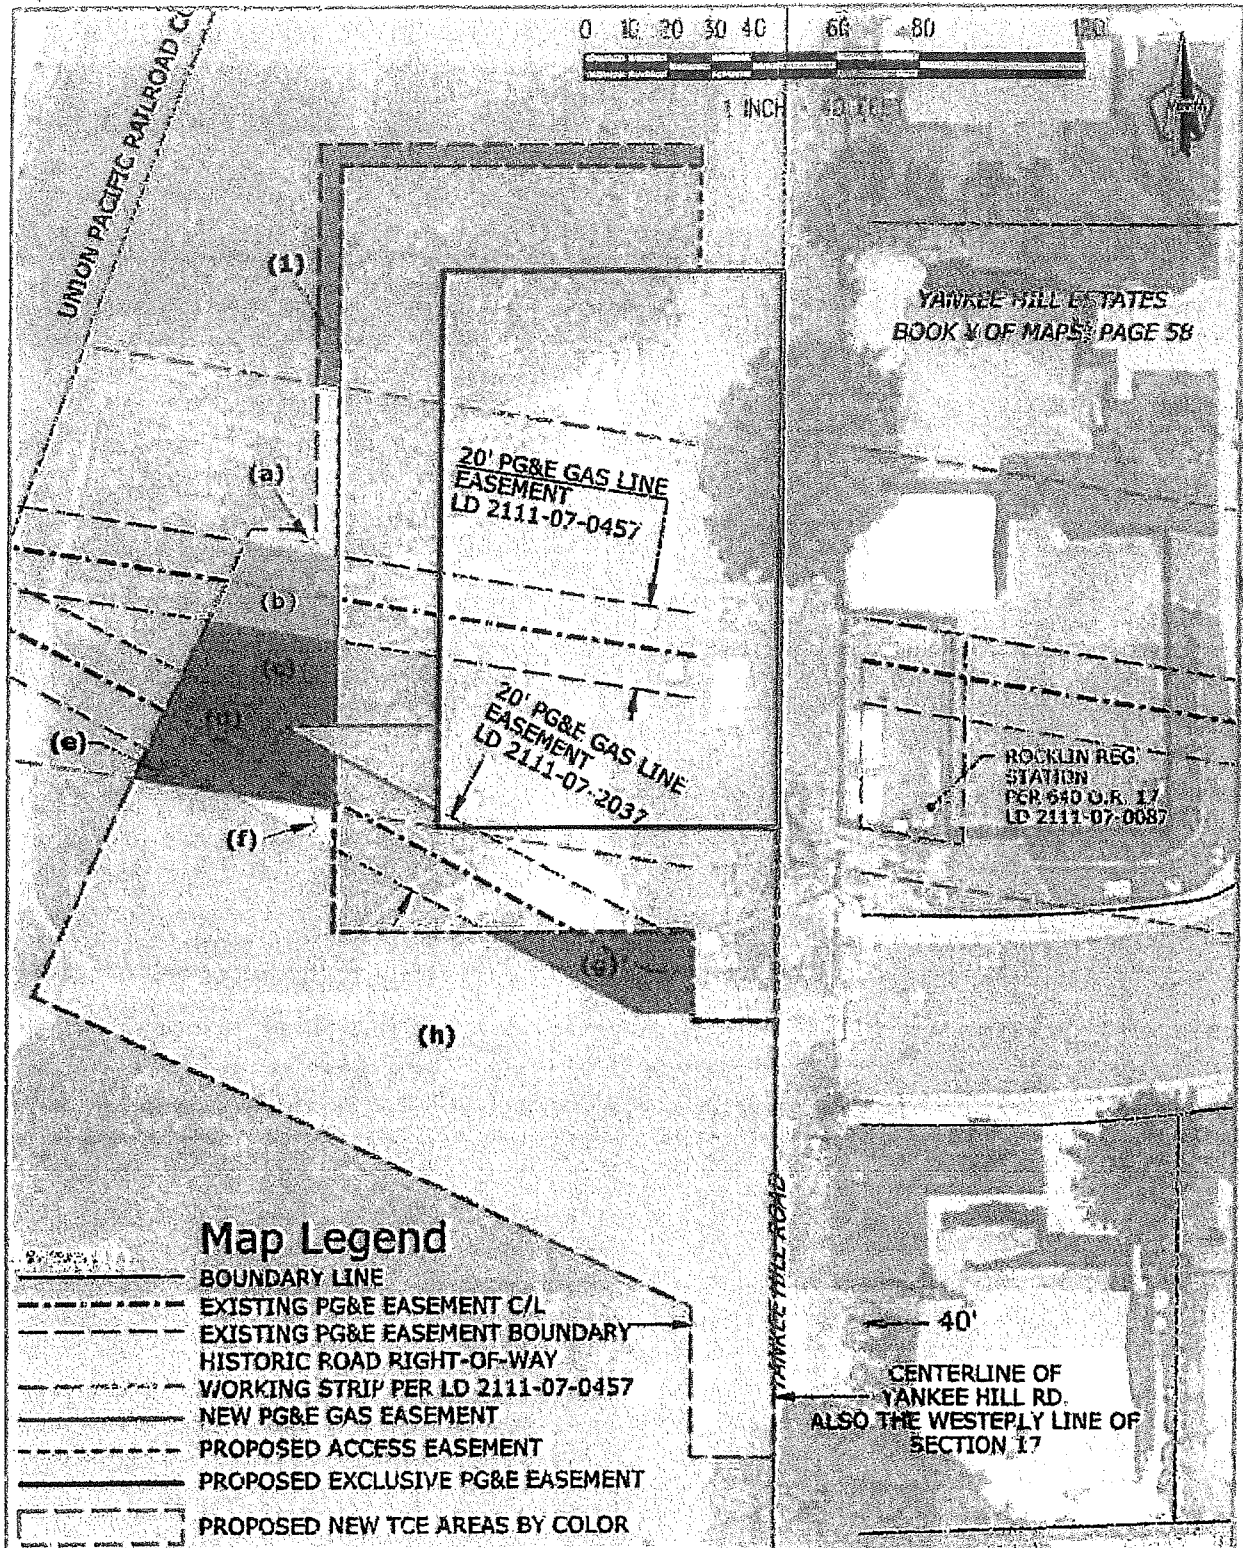 0 10 20 30 40 60 80 120
1 INCH = 40 FEET
North
UNION PACIFIC RAILROAD CO
(1)
YANKEE HILL ESTATES
BOOK V OF MAPS, PAGE 58
(a)
20' PG&E GAS LINE
EASEMENT
LD 2111-07-0457
(b)
(c)
(d)
(e)
20' PG&E GAS LINE
EASEMENT
LD 2111-07-2037
ROCKLIN REG.
STATION
PER 640 O.R. 17
LD 2111-07-0087
(f)
(g)
(h)
YANKEE HILL ROAD
Map Legend
BOUNDARY LINE
EXISTING PG&E EASEMENT C/L
EXISTING PG&E EASEMENT BOUNDARY
HISTORIC ROAD RIGHT-OF-WAY
WORKING STRIP PER LD 2111-07-0457
NEW PG&E GAS EASEMENT
PROPOSED ACCESS EASEMENT
PROPOSED EXCLUSIVE PG&E EASEMENT
PROPOSED NEW TCE AREAS BY COLOR
40'
CENTERLINE OF
YANKEE HILL RD.
ALSO THE WESTERLY LINE OF
SECTION 17